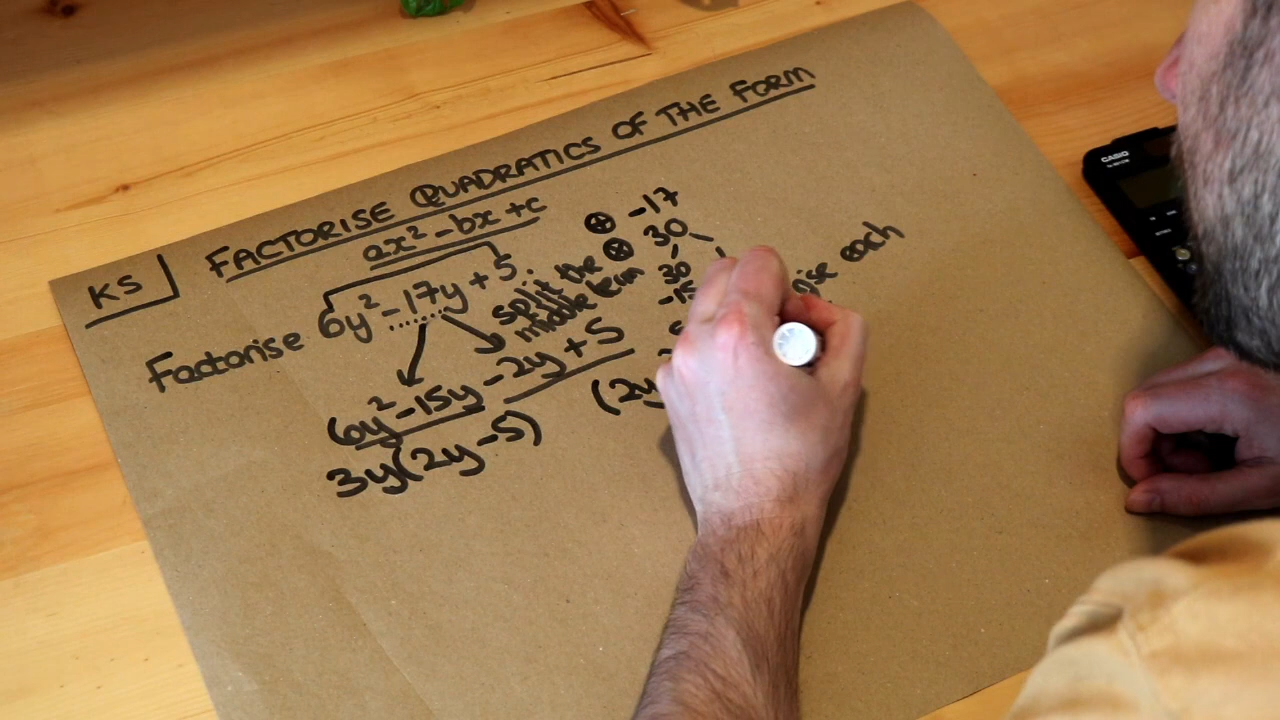 KS
FACTORISE QUADRATICS OF THE FORM
ax² - bx + c
Factorise 6y² - 17y + 5.
split the
middle term
⊕ -17
⊗ 30
30
-15
each
6y² - 15y - 2y + 5
3y(2y - 5)
(2y
CASIO